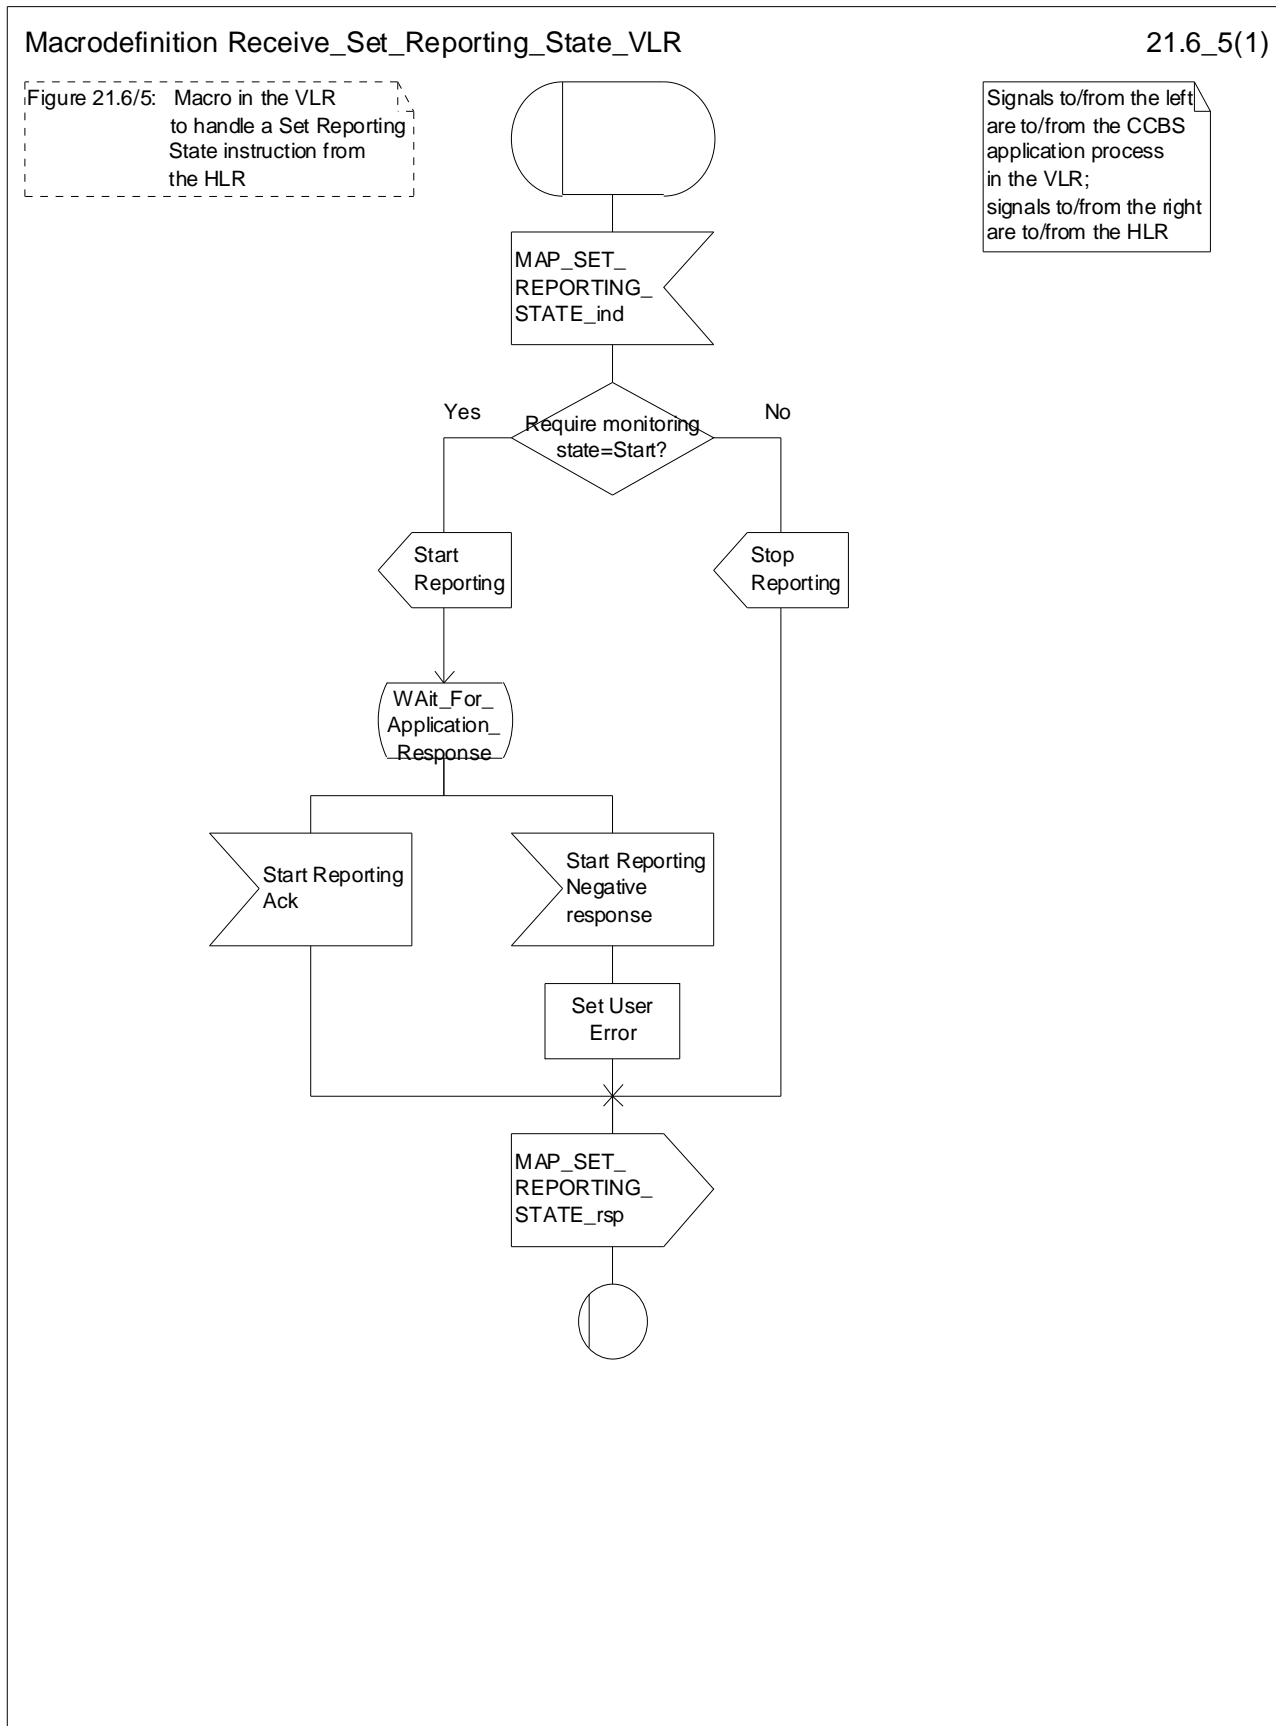 Macrodefinition Receive_Set_Reporting_State_VLR
21.6_5(1)
Figure 21.6/5: Macro in the VLR
to handle a Set Reporting
State instruction from
the HLR
Signals to/from the left
are to/from the CCBS
application process
in the VLR;
signals to/from the right
are to/from the HLR
MAP_SET_
REPORTING_
STATE_ind
Yes
No
Require monitoring
state=Start?
Start
Reporting
Stop
Reporting
WAit_For_
Application_
Response
Start Reporting
Ack
Start Reporting
Negative
response
Set User
Error
MAP_SET_
REPORTING_
STATE_rsp